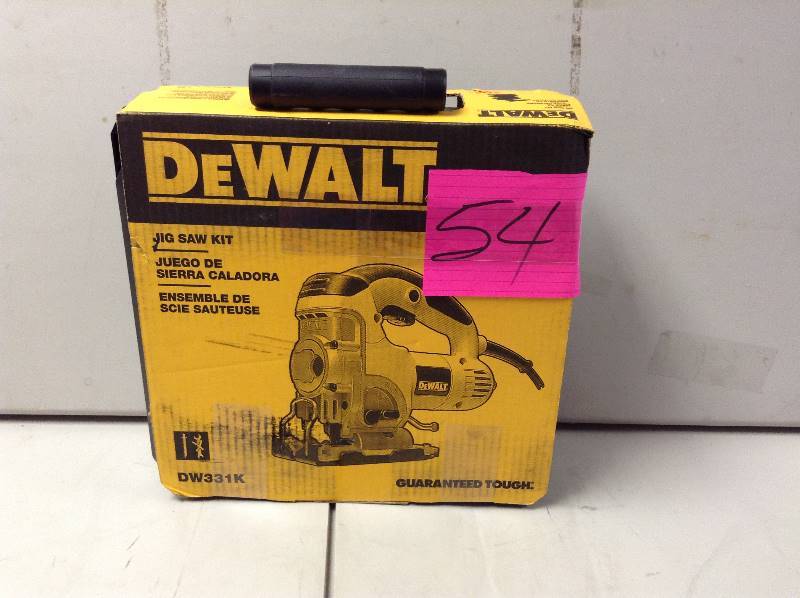 DEWALT
DEWALT
54
JIG SAW KIT
JUEGO DE
SIERRA CALADORA
ENSEMBLE DE
SCIE SAUTEUSE
DEWALT
DW331K
GUARANTEED TOUGH.